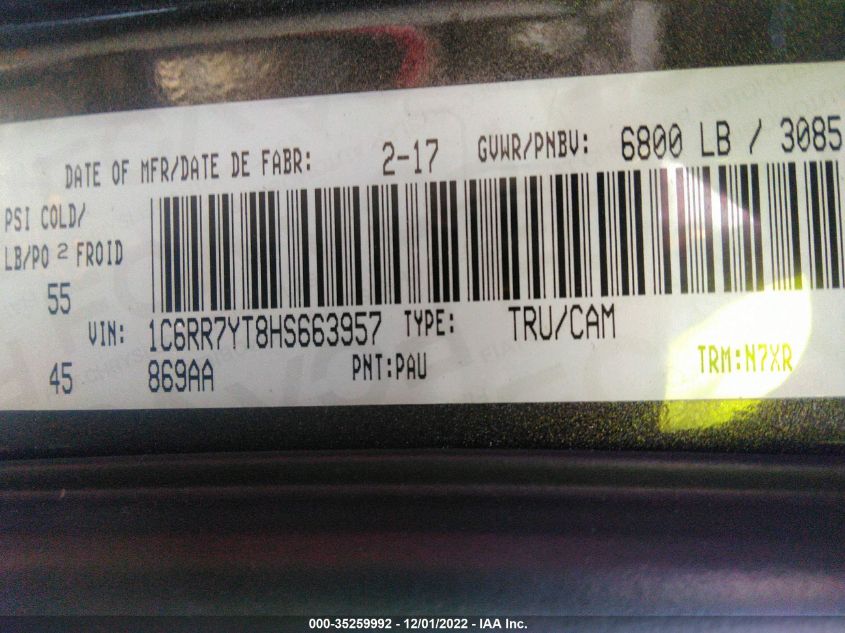 DATE OF MFR/DATE DE FABR: 2-17 GVWR/PNBV: 6800 LB / 3085
PSI COLD/
LB/PO 2 FROID
55
VIN: 1C6RR7YT8HS663957 TYPE: TRU/CAM
45 869AA PNT:PAU TRM:N7XR
000-35259992 - 12/01/2022 - IAA Inc.